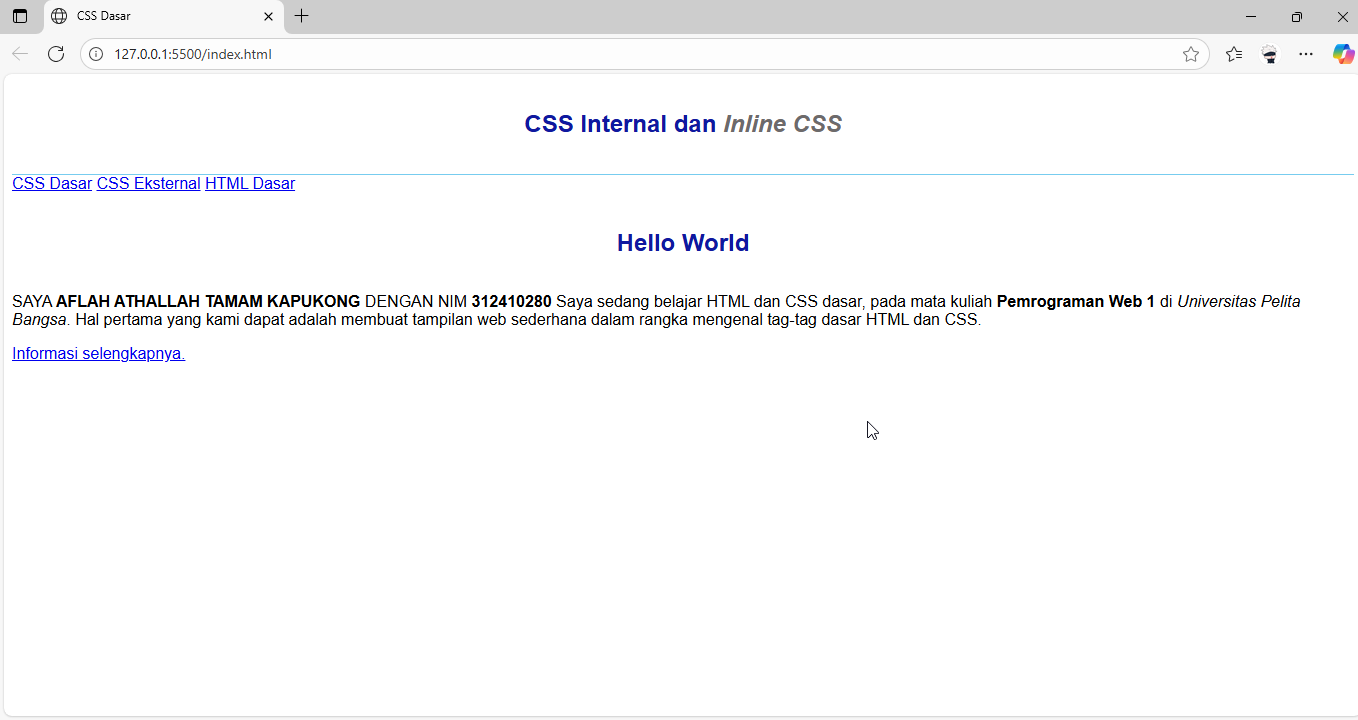 CSS Dasar
127.0.0.1:5500/index.html
CSS Internal dan Inline CSS
CSS Dasar CSS Eksternal HTML Dasar
Hello World
SAYA AFLAH ATHALLAH TAMAM KAPUKONG DENGAN NIM 312410280 Saya sedang belajar HTML dan CSS dasar, pada mata kuliah Pemrograman Web 1 di Universitas Pelita
Bangsa. Hal pertama yang kami dapat adalah membuat tampilan web sederhana dalam rangka mengenal tag-tag dasar HTML dan CSS.
Informasi selengkapnya.